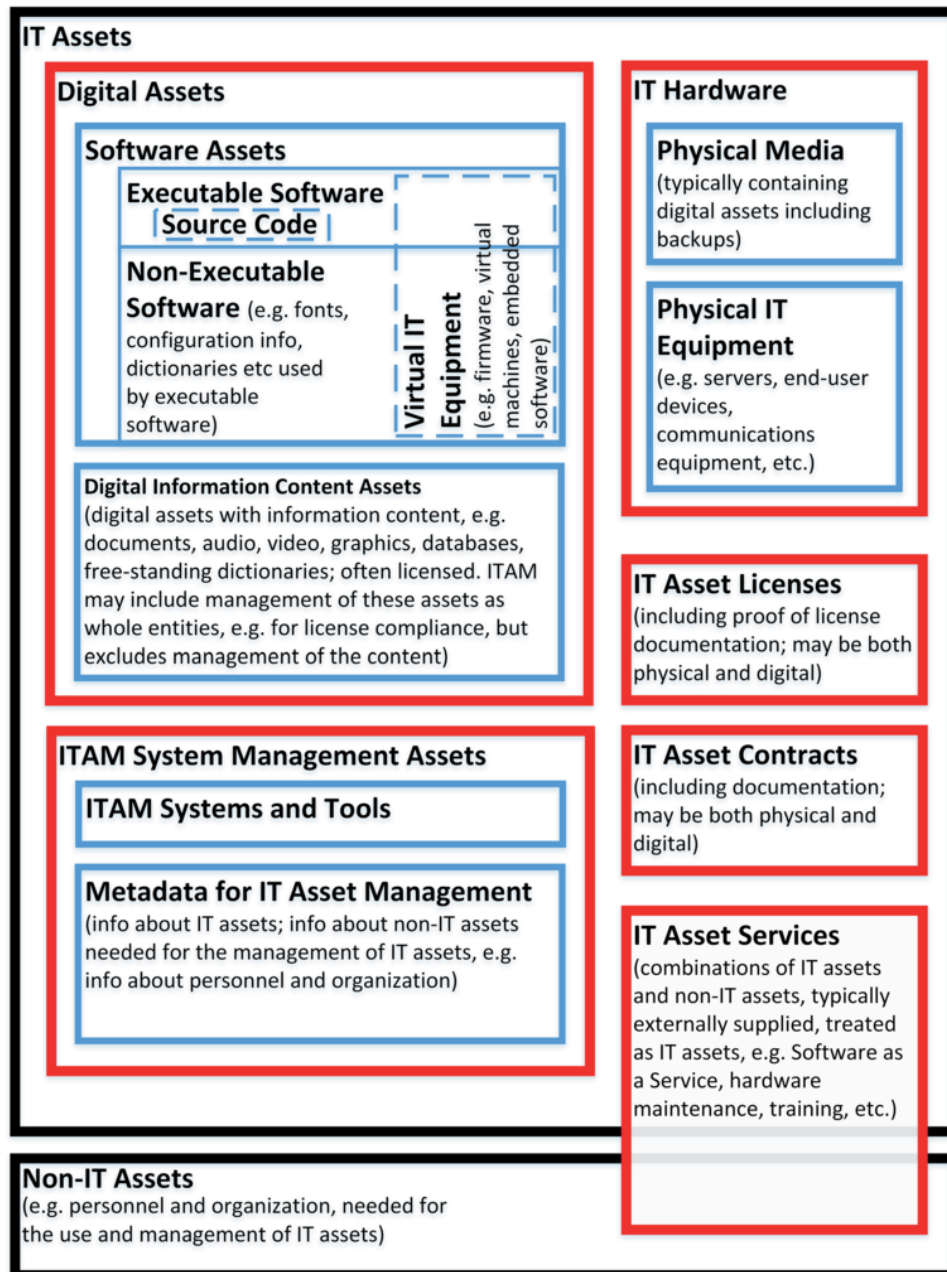 IT Assets
Digital Assets
Software Assets
Executable Software
Source Code
Non-Executable
Software (e.g. fonts,
configuration info,
dictionaries etc used
by executable
software)
Virtual IT
Equipment
(e.g. firmware, virtual
machines, embedded
software)
Digital Information Content Assets
(digital assets with information content, e.g.
documents, audio, video, graphics, databases,
free-standing dictionaries; often licensed. ITAM
may include management of these assets as
whole entities, e.g. for license compliance, but
excludes management of the content)
ITAM System Management Assets
ITAM Systems and Tools
Metadata for IT Asset Management
(info about IT assets; info about non-IT assets
needed for the management of IT assets, e.g.
info about personnel and organization)
IT Hardware
Physical Media
(typically containing
digital assets including
backups)
Physical IT
Equipment
(e.g. servers, end-user
devices,
communications
equipment, etc.)
IT Asset Licenses
(including proof of license
documentation; may be both
physical and digital)
IT Asset Contracts
(including documentation;
may be both physical and
digital)
IT Asset Services
(combinations of IT assets
and non-IT assets, typically
externally supplied, treated
as IT assets, e.g. Software as
a Service, hardware
maintenance, training, etc.)
Non-IT Assets
(e.g. personnel and organization, needed for
the use and management of IT assets)